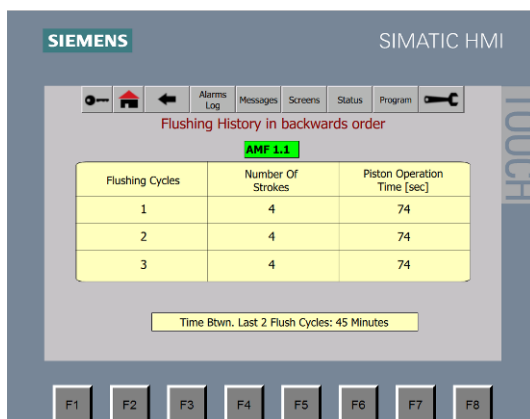 SIEMENS
SIMATIC HMI
TOUCH
Alarms
Log
Messages
Screens
Status
Program
Flushing History in backwards order
AMF 1.1
Flushing Cycles
Number Of
Strokes
Piston Operation
Time [sec]
1 4 74
2 4 74
3 4 74
Time Btwn. Last 2 Flush Cycles: 45 Minutes
F1 F2 F3 F4 F5 F6 F7 F8